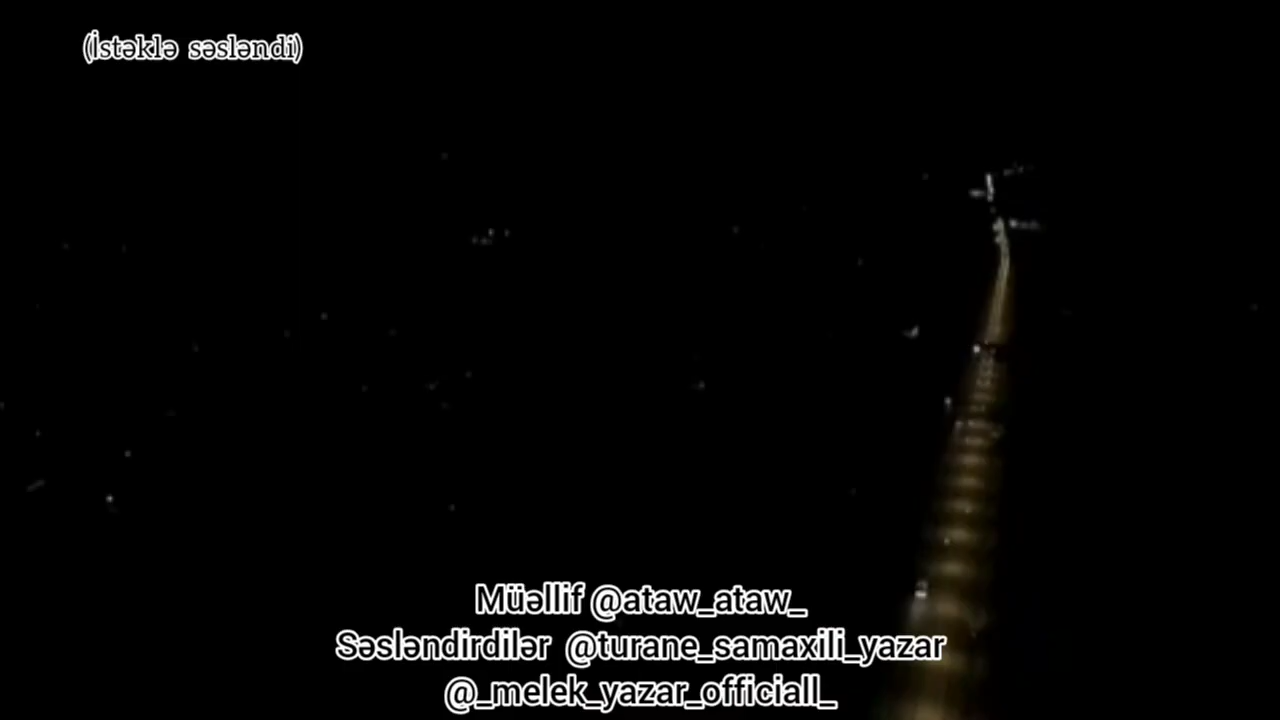 (İstəklə səsləndi)
Müəllif @ataw_ataw_
Səsləndirdilər @turane_samaxili_yazar
@_melek_yazar_officiall_